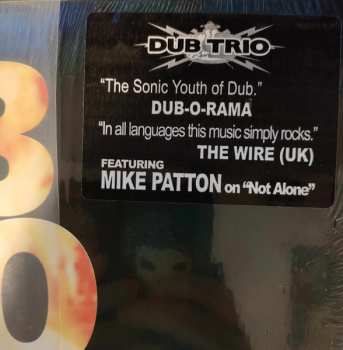 DUB TRIO
"The Sonic Youth of Dub."
DUB-O-RAMA
"In all languages this music simply rocks."
THE WIRE (UK)
FEATURING
MIKE PATTON on "Not Alone"
B
O